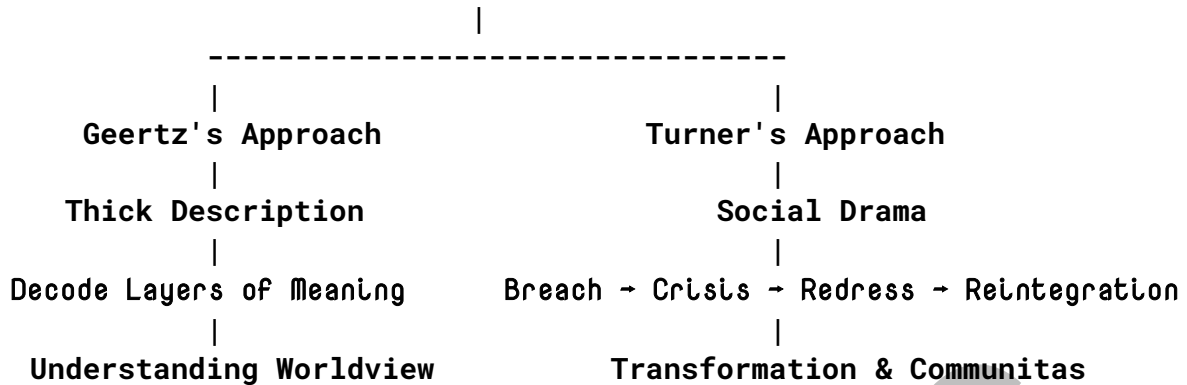 |
---------------------------------
| |
Geertz's Approach Turner's Approach
| |
Thick Description Social Drama
| |
Decode Layers of Meaning Breach → Crisis → Redress → Reintegration
| |
Understanding Worldview Transformation & Communitas